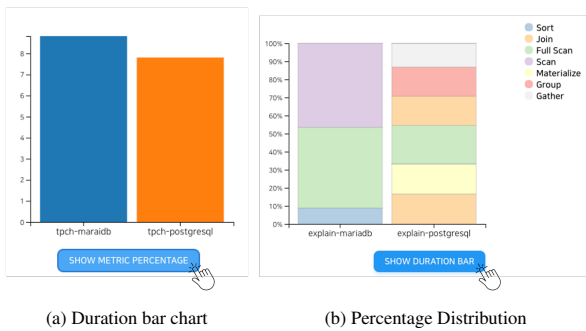 8
7
6
5
4
3
2
1
0
tpch-maraidb
tpch-postgresql
SHOW METRIC PERCENTAGE
(a) Duration bar chart
Sort
Join
Full Scan
Scan
Materialize
Group
Gather
100%
90%
80%
70%
60%
50%
40%
30%
20%
10%
0%
explain-mariadb
explain-postgresql
SHOW DURATION BAR
(b) Percentage Distribution